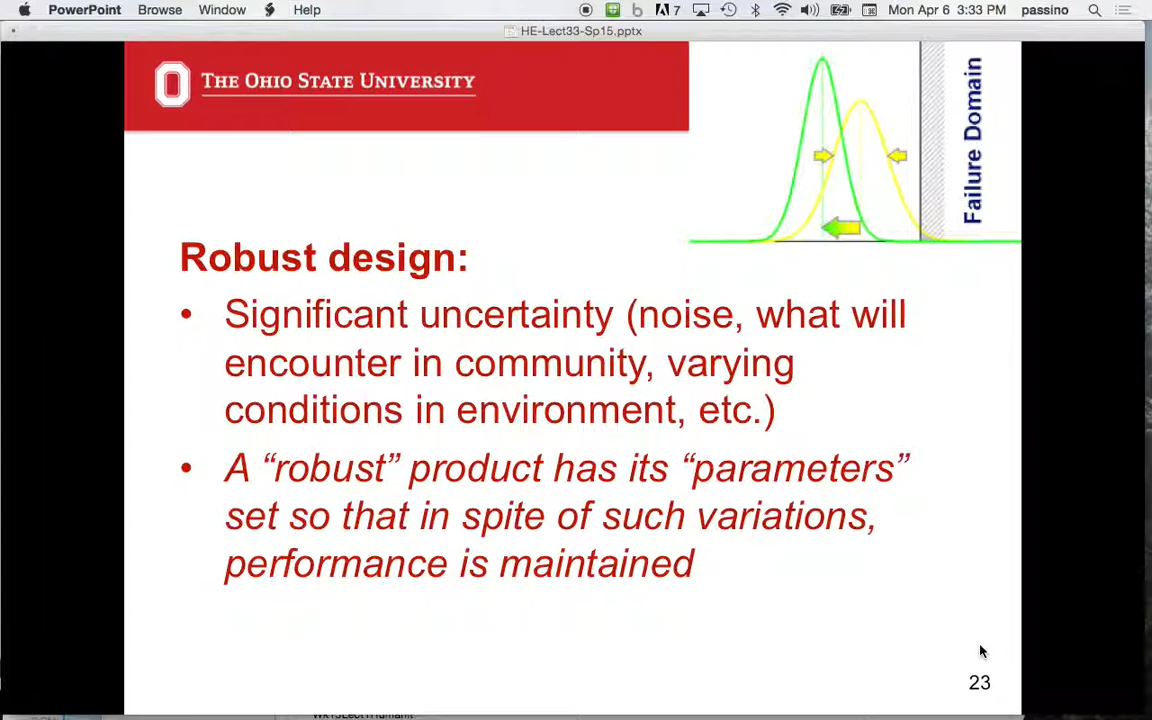 PowerPoint Browse Window Help 7 Mon Apr 6 3:33 PM passino
HE-Lect33-Sp15.pptx
THE OHIO STATE UNIVERSITY
Failure Domain
Robust design:
• Significant uncertainty (noise, what will
encounter in community, varying
conditions in environment, etc.)
• A “robust” product has its “parameters”
set so that in spite of such variations,
performance is maintained
23